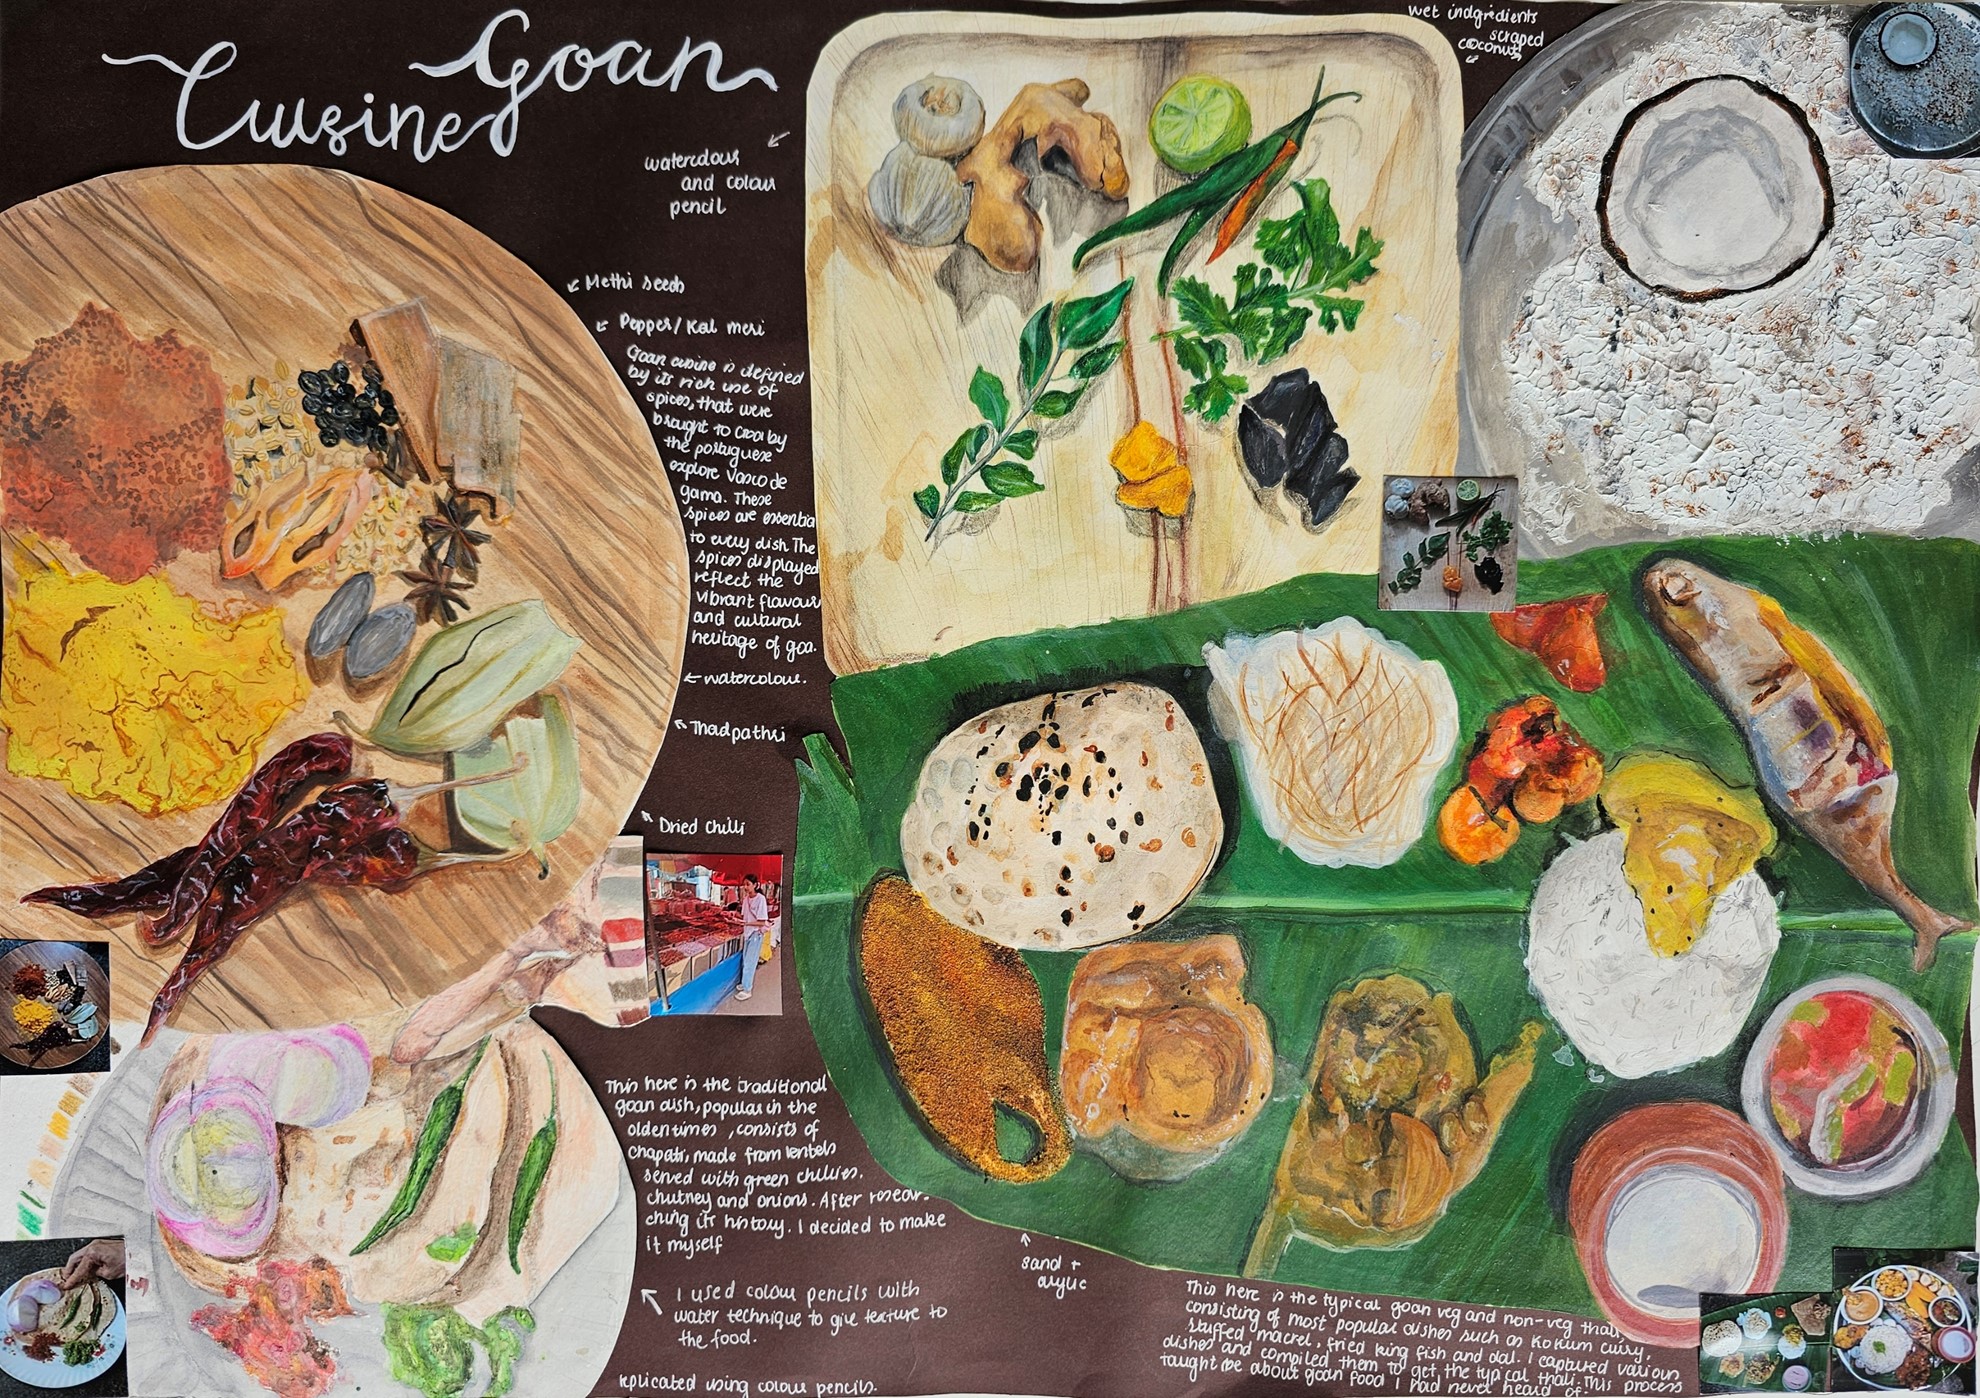 Goan
Cuisine
watercolour
and colour
pencil
wet indgredients
scraped
coconuts
Methi seeds
Pepper/ Kal meri
Goan cusine is defined
by its rich use of
spices, that were
brought to Goa by
the portuguese
explore Vasco de
gama. These
spices are essential
to every dish. The
spices displayed
reflect the
vibrant flavours
and cultural
heritage of goa.
watercolour.
Thadpathri
Dried chilli
This here is the traditional
goan dish, popular in the
olden times , consists of
chapati, made from lentels
served with green chillies.
chutney and onions. After resear-
ching its history. I decided to make
it myself
I used colour pencils with
water technique to give texture to
the food.
replicated using colour pencils.
sand +
acrylic
This here is the typical goan veg and non-veg thali,
consisting of most popular dishes such as Kokum curry,
stuffed macrel, fried king fish and dal. I captured various
dishes and compiled them to get the typical thali. This process
taught me about goan food I had never heard of.